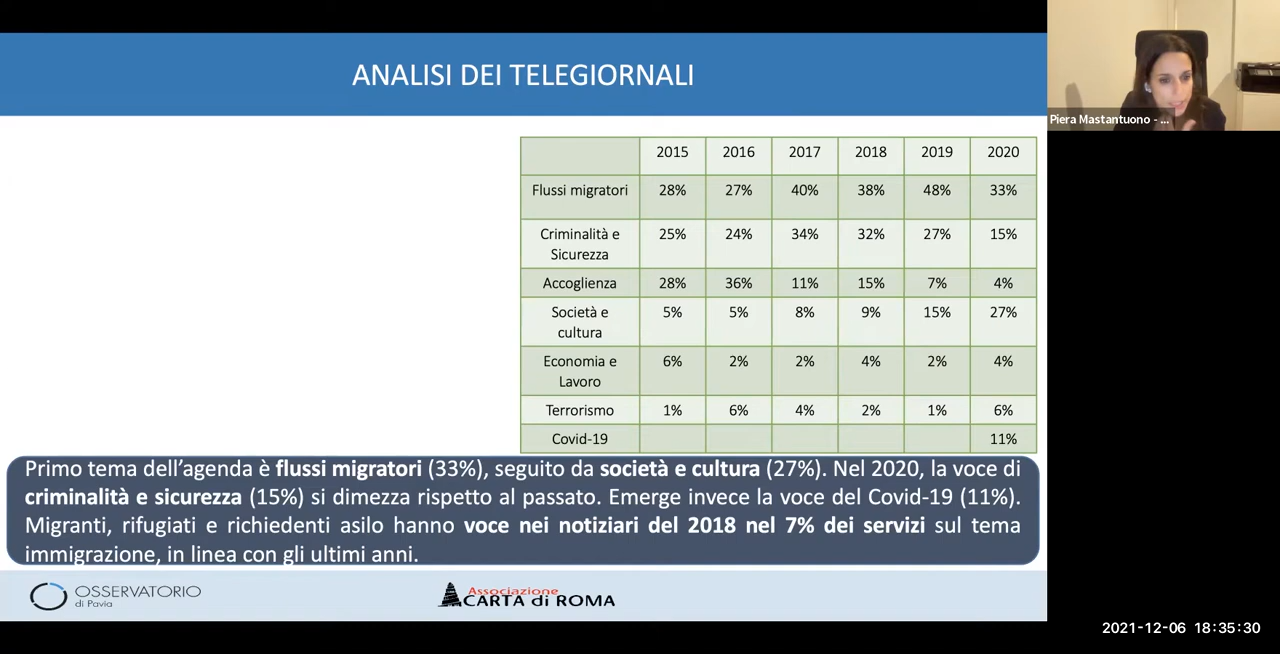 ANALISI DEI TELEGIORNALI
Piera Mastantuono - ...
2015 2016 2017 2018 2019 2020
Flussi migratori 28% 27% 40% 38% 48% 33%
Criminalità e
Sicurezza 25% 24% 34% 32% 27% 15%
Accoglienza 28% 36% 11% 15% 7% 4%
Società e
cultura 5% 5% 8% 9% 15% 27%
Economia e
Lavoro 6% 2% 2% 4% 2% 4%
Terrorismo 1% 6% 4% 2% 1% 6%
Covid-19 11%
Primo tema dell'agenda è flussi migratori (33%), seguito da società e cultura (27%). Nel 2020, la voce di
criminalità e sicurezza (15%) si dimezza rispetto al passato. Emerge invece la voce del Covid-19 (11%).
Migranti, rifugiati e richiedenti asilo hanno voce nei notiziari del 2018 nel 7% dei servizi sul tema
immigrazione, in linea con gli ultimi anni.
OSSERVATORIO
di Pavia
Associazione
CARTA di ROMA
2021-12-06 18:35:30